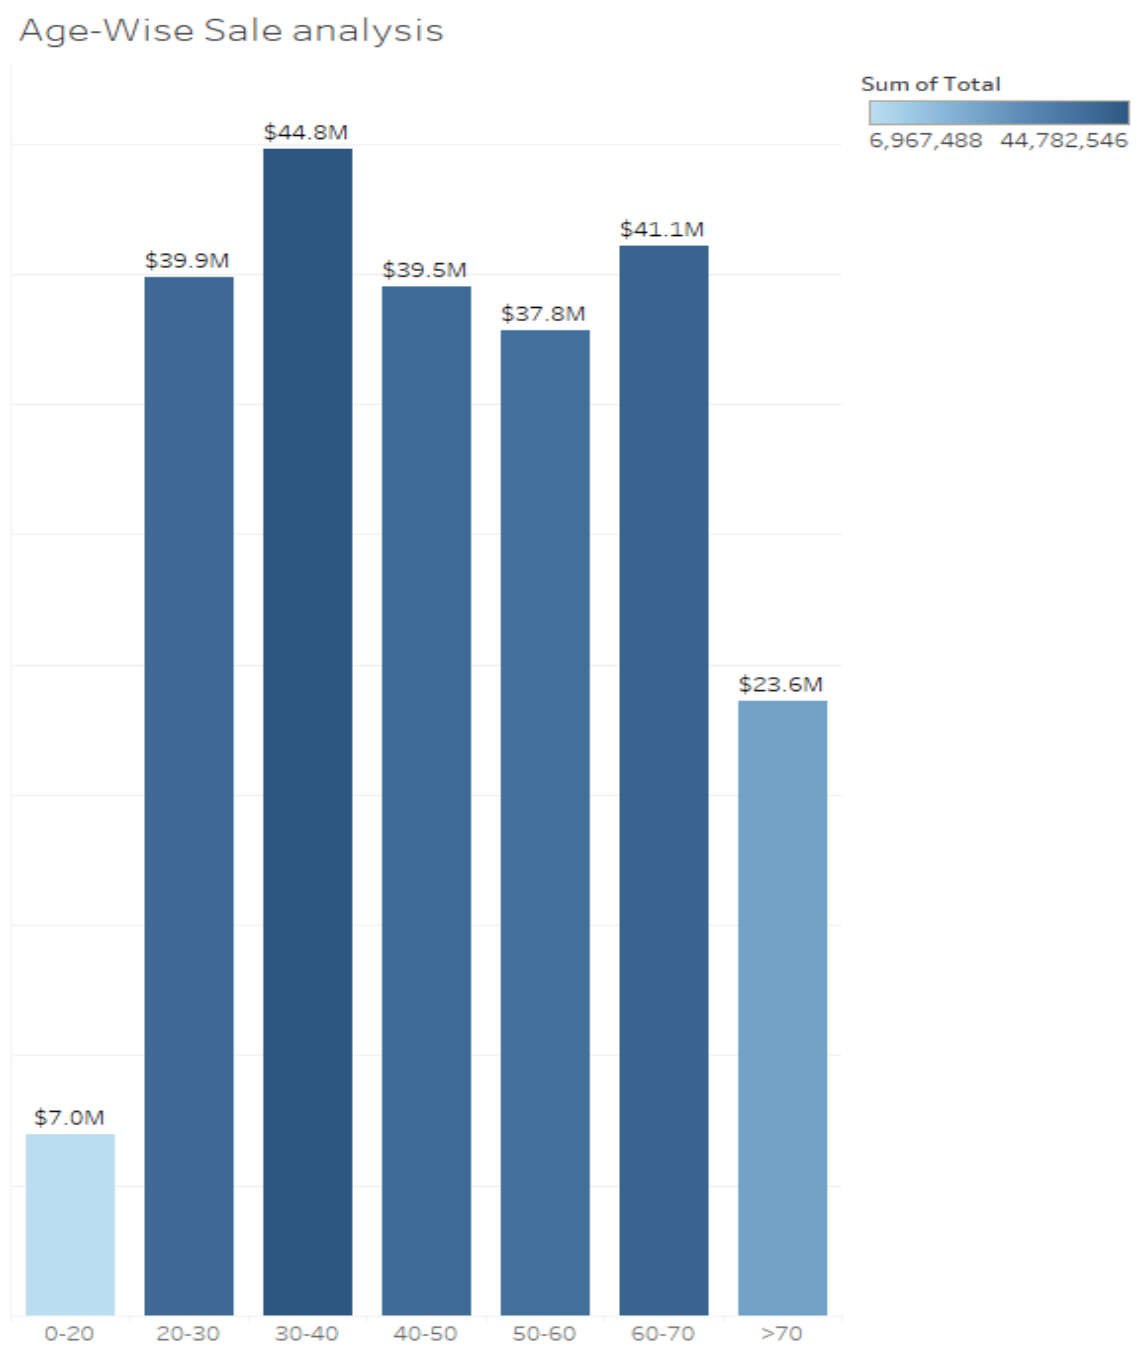 Age-Wise Sale analysis
Sum of Total
6,967,488 44,782,546
$44.8M
$41.1M
$39.9M
$39.5M
$37.8M
$23.6M
$7.0M
0-20 20-30 30-40 40-50 50-60 60-70 >70